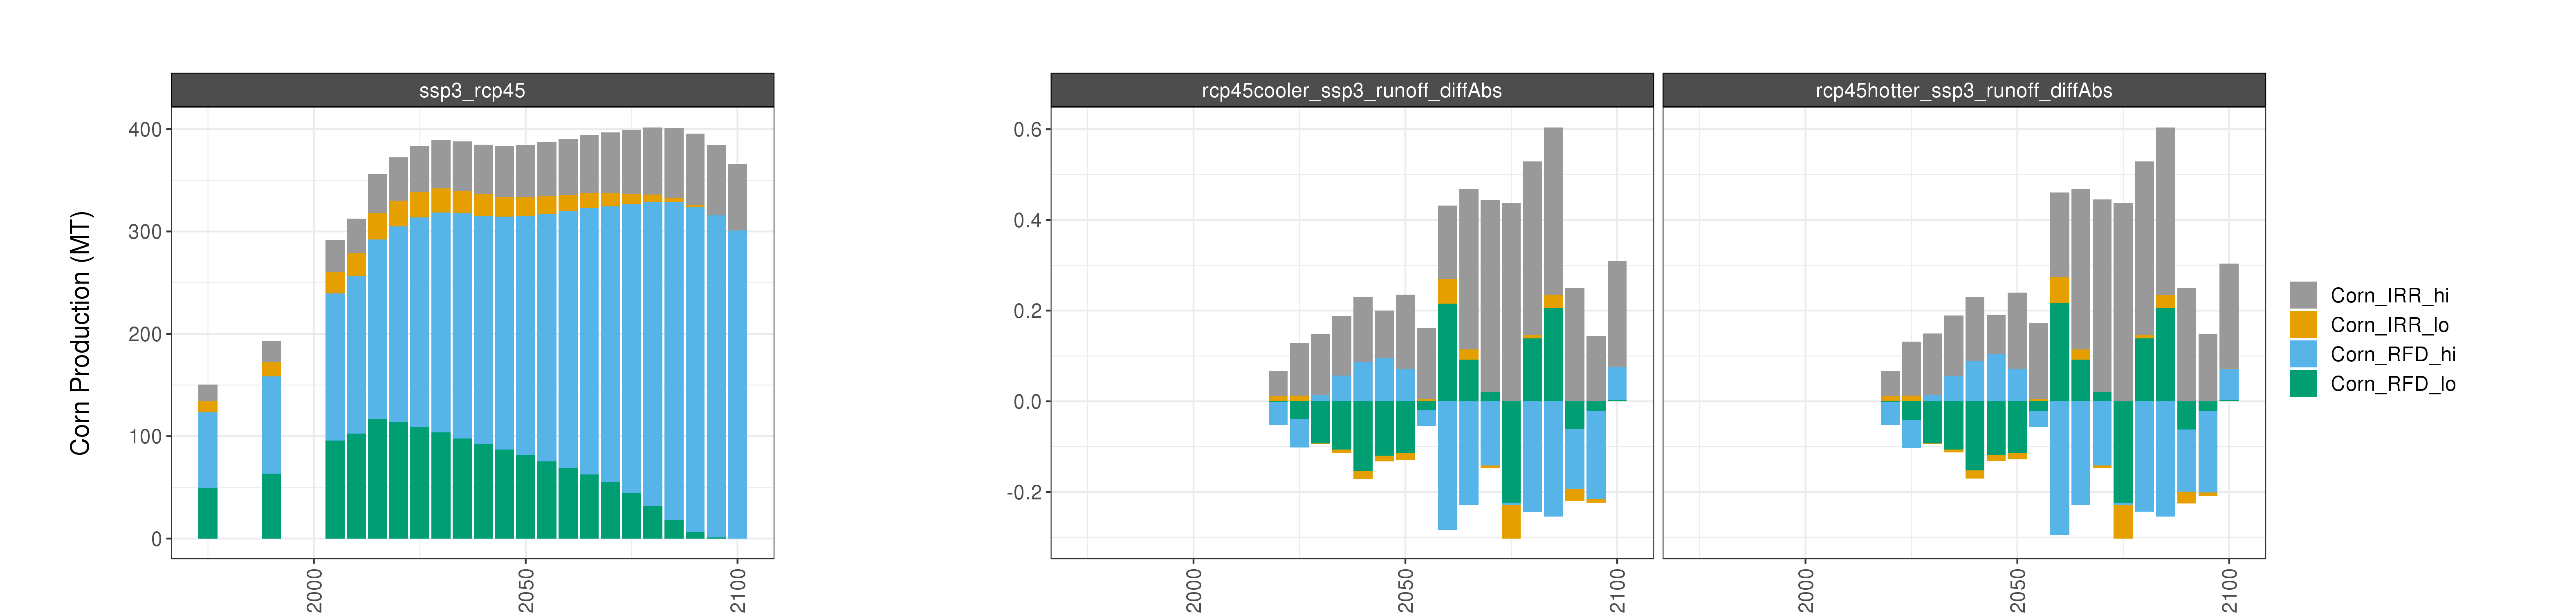 ssp3_rcp45
rcp45cooler_ssp3_runoff_diffAbs
rcp45hotter_ssp3_runoff_diffAbs
Corn Production (MT)
400
300
200
100
0
0.6
0.4
0.2
0.0
-0.2
2000
2050
2100
2000
2050
2100
2000
2050
2100
Corn_IRR_hi
Corn_IRR_lo
Corn_RFD_hi
Corn_RFD_lo